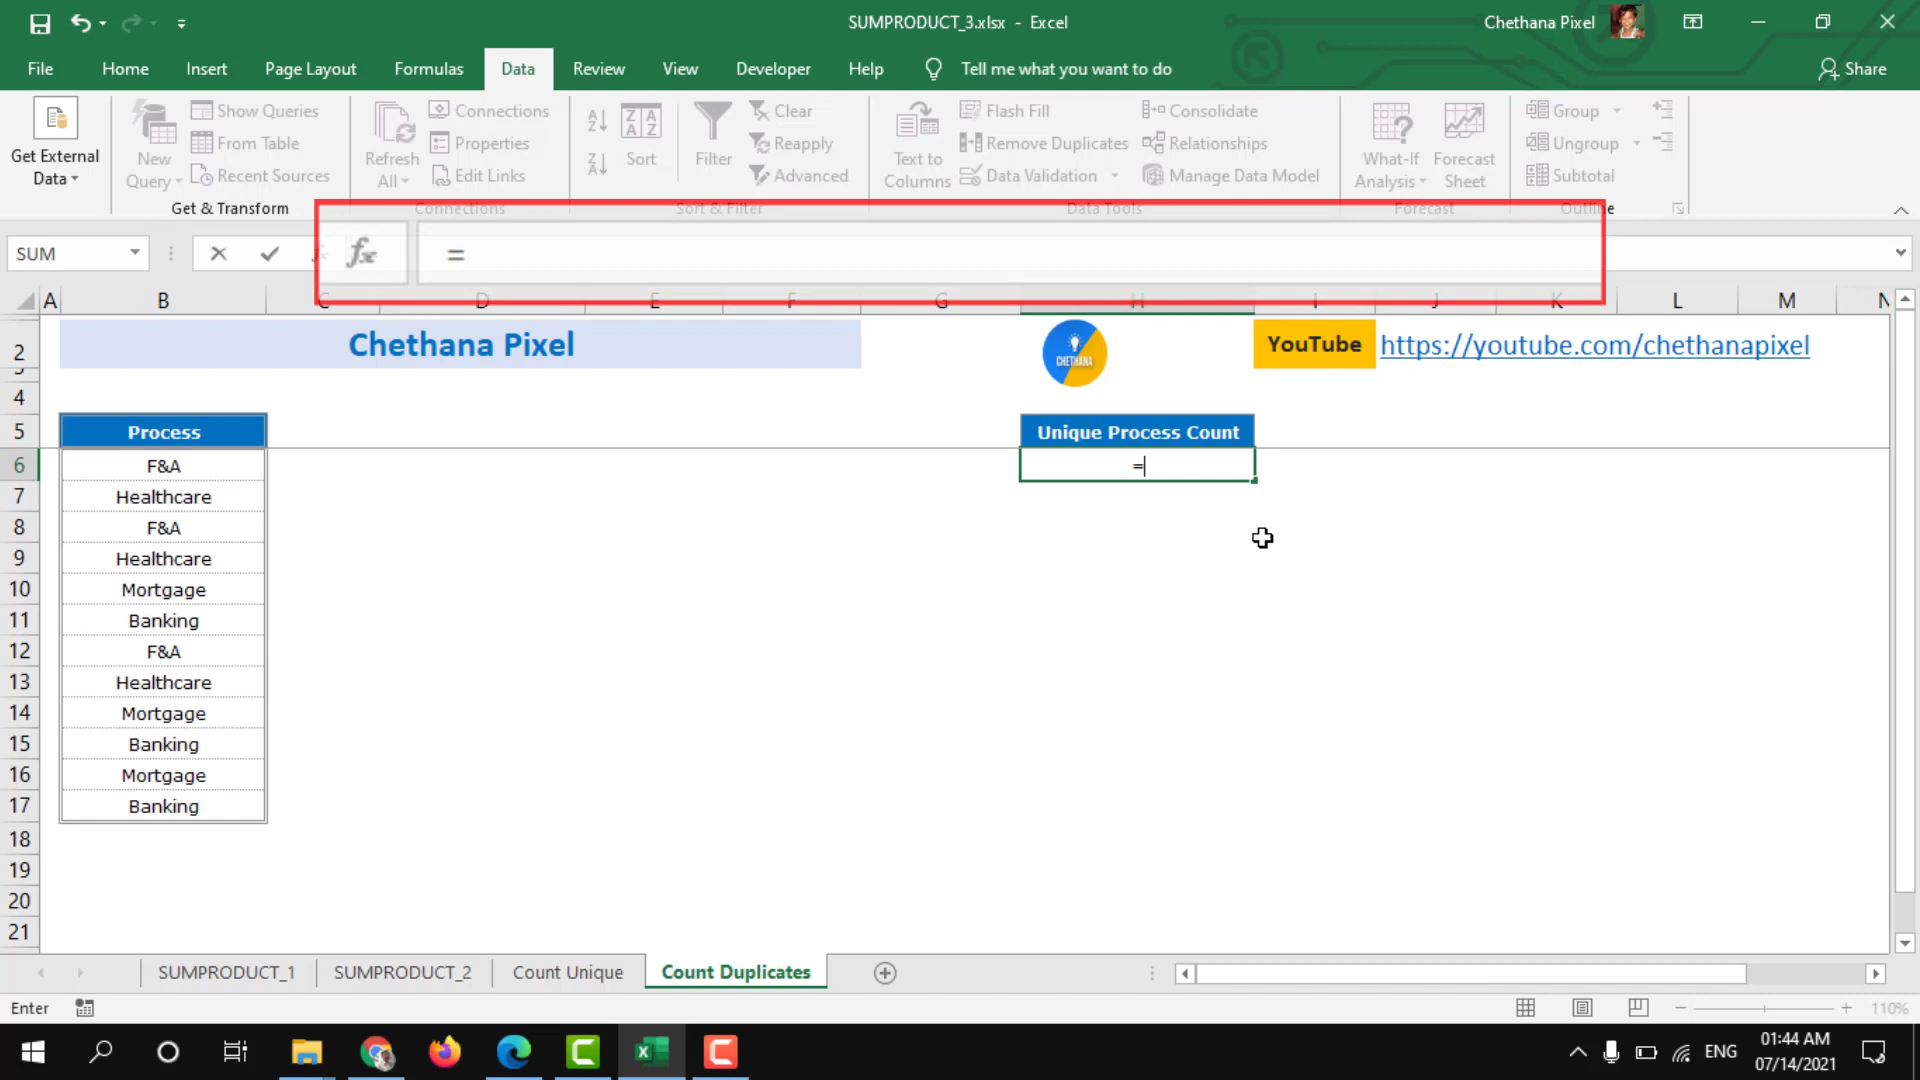 SUMPRODUCT_3.xlsx - Excel
Chethana Pixel
File Home Insert Page Layout Formulas Data Review View Developer Help Tell me what you want to do Share
Get External Data
New Query
Show Queries
From Table
Recent Sources
Get & Transform
Refresh All
Connections
Properties
Edit Links
Connections
Sort
Filter
Clear
Reapply
Advanced
Sort & Filter
Text to Columns
Flash Fill
Remove Duplicates
Data Validation
Consolidate
Relationships
Manage Data Model
Data Tools
What-If Analysis
Forecast Sheet
Forecast
Group
Ungroup
Subtotal
Outline
SUM fx =
A B C D E F G H I J K L M N
2 Chethana Pixel CHETHANA YouTube https://youtube.com/chethanapixel
3
4
5 Process Unique Process Count
6 F&A =
7 Healthcare
8 F&A
9 Healthcare
10 Mortgage
11 Banking
12 F&A
13 Healthcare
14 Mortgage
15 Banking
16 Mortgage
17 Banking
18
19
20
21
SUMPRODUCT_1 SUMPRODUCT_2 Count Unique Count Duplicates
Enter 110%
ENG 01:44 AM
07/14/2021